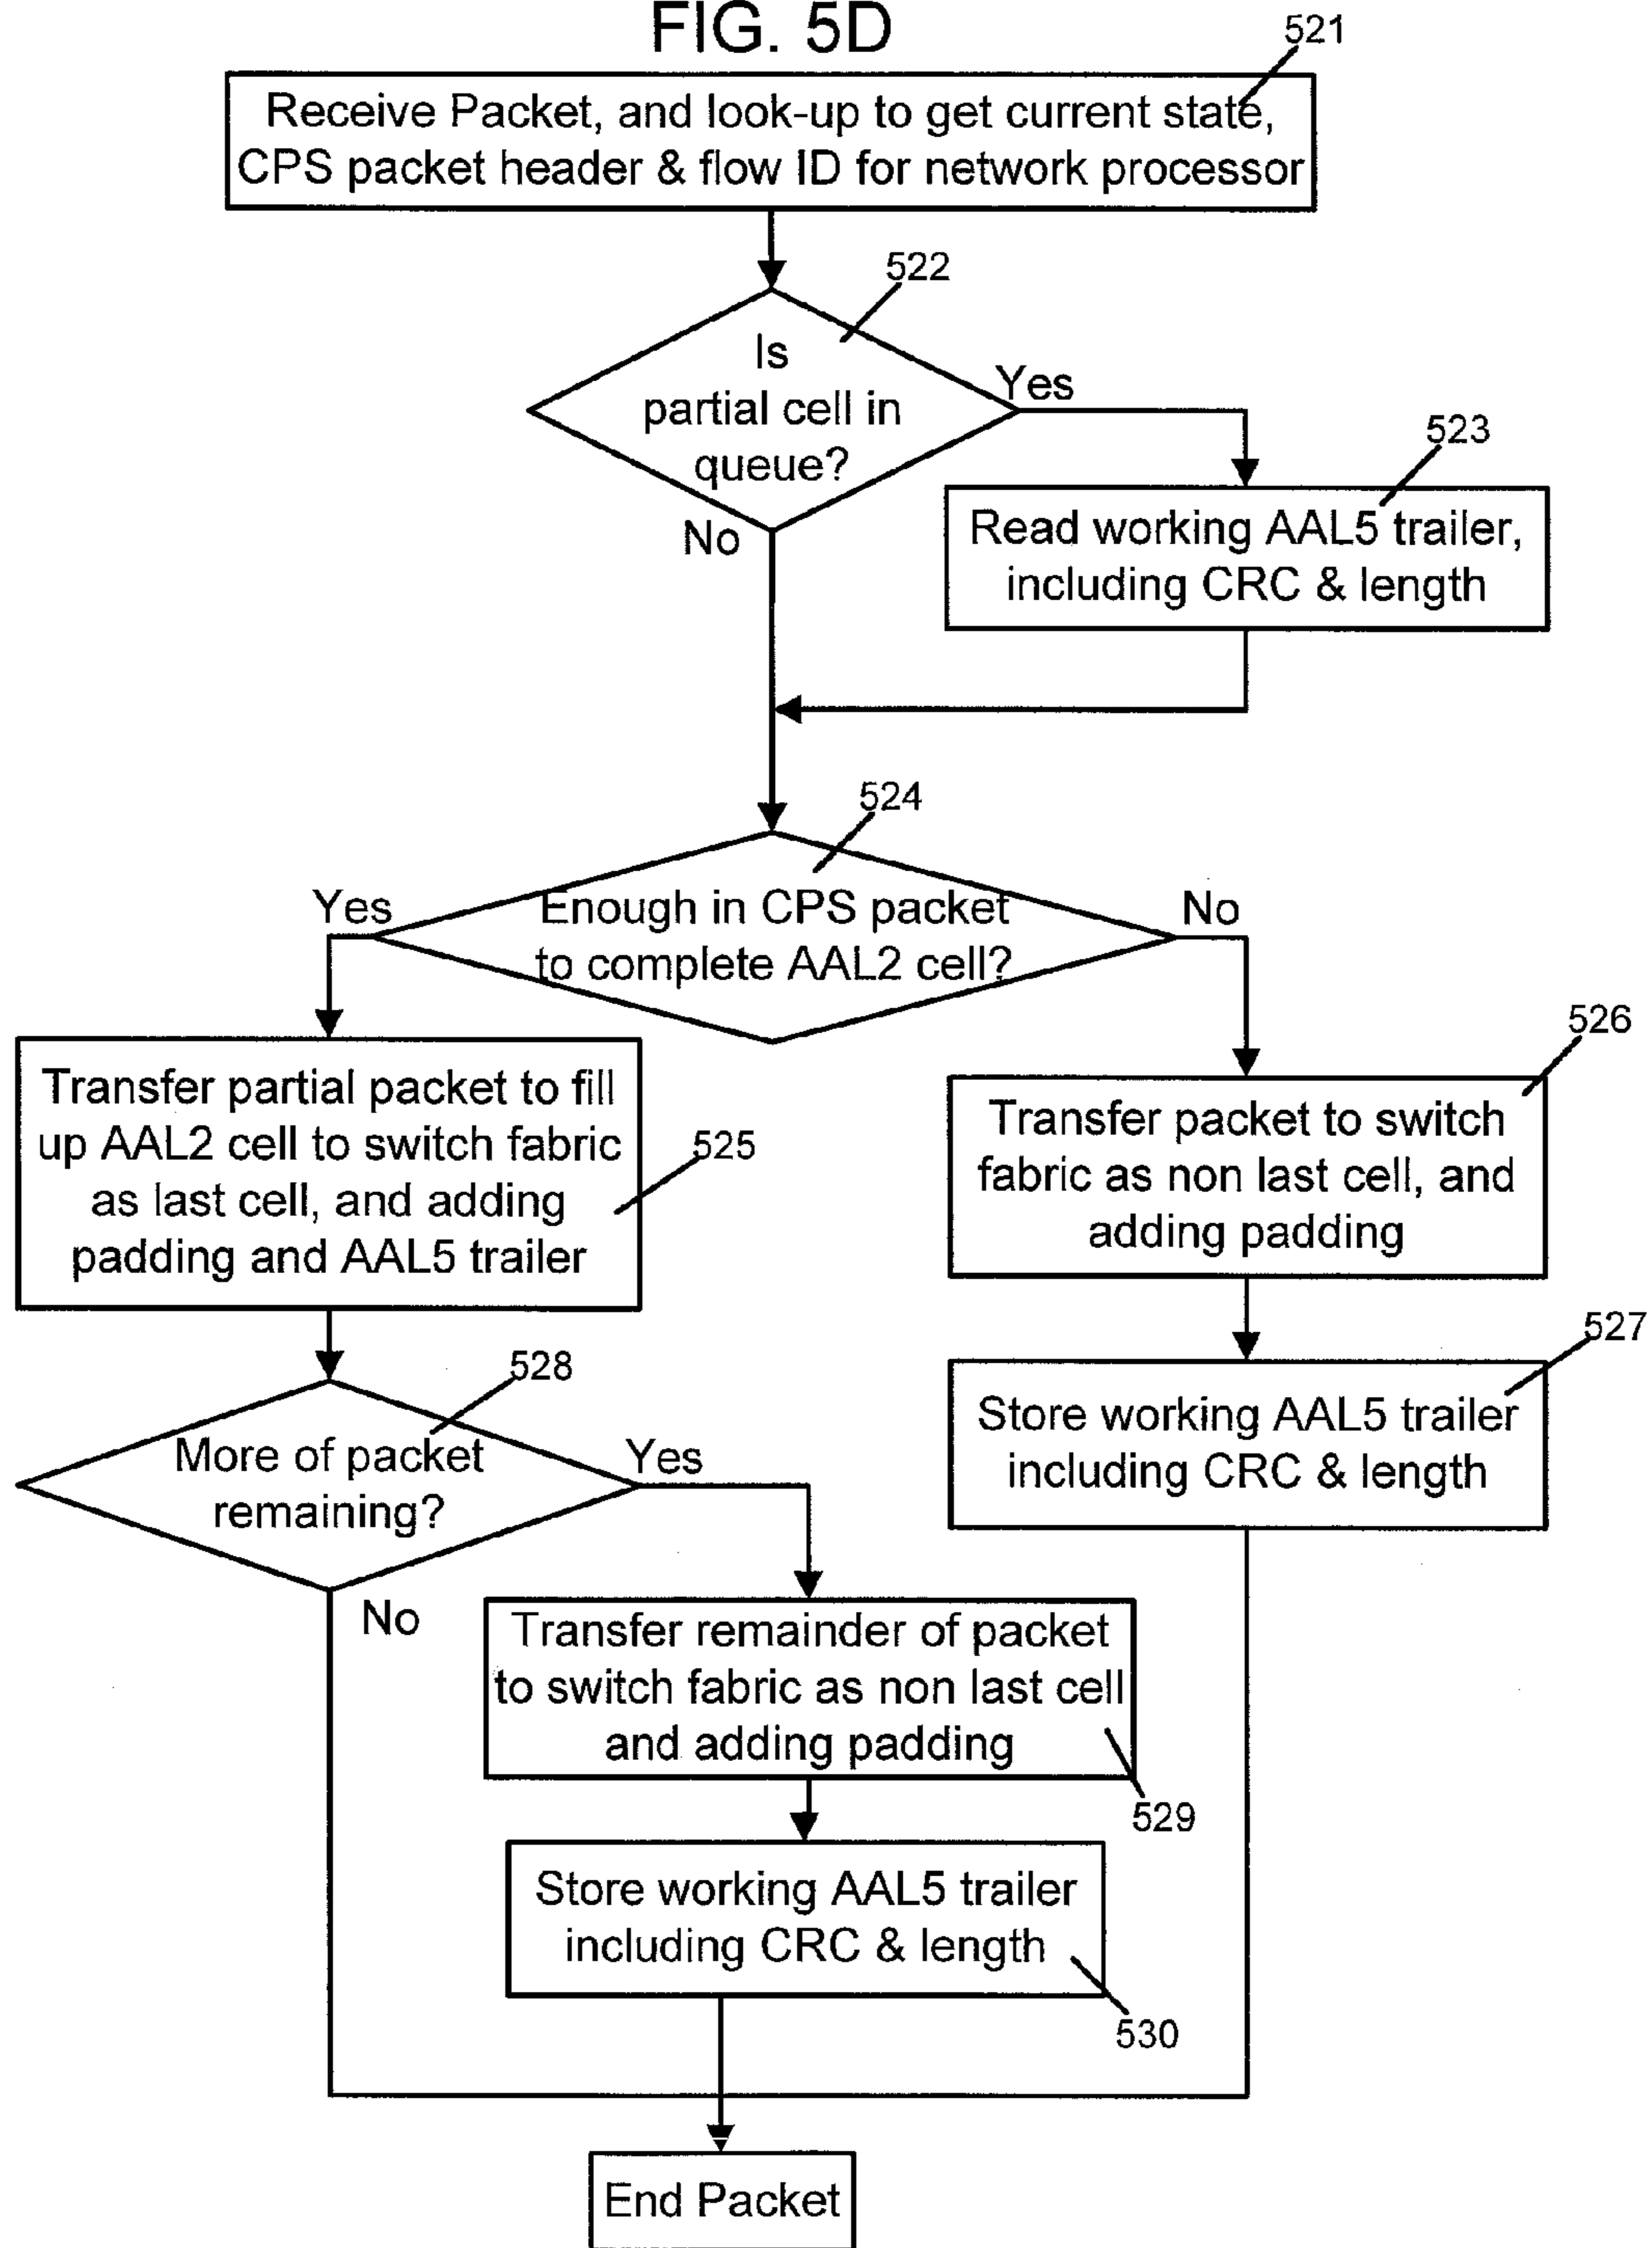 FIG. 5D
521
Receive Packet, and look-up to get current state,
CPS packet header & flow ID for network processor
522
Is
partial cell in
queue?
Yes
No
523
Read working AAL5 trailer,
including CRC & length
524
Enough in CPS packet
to complete AAL2 cell?
Yes
No
525
Transfer partial packet to fill
up AAL2 cell to switch fabric
as last cell, and adding
padding and AAL5 trailer
526
Transfer packet to switch
fabric as non last cell, and
adding padding
527
Store working AAL5 trailer
including CRC & length
528
More of packet
remaining?
Yes
No
Transfer remainder of packet
to switch fabric as non last cell
and adding padding
529
Store working AAL5 trailer
including CRC & length
530
End Packet